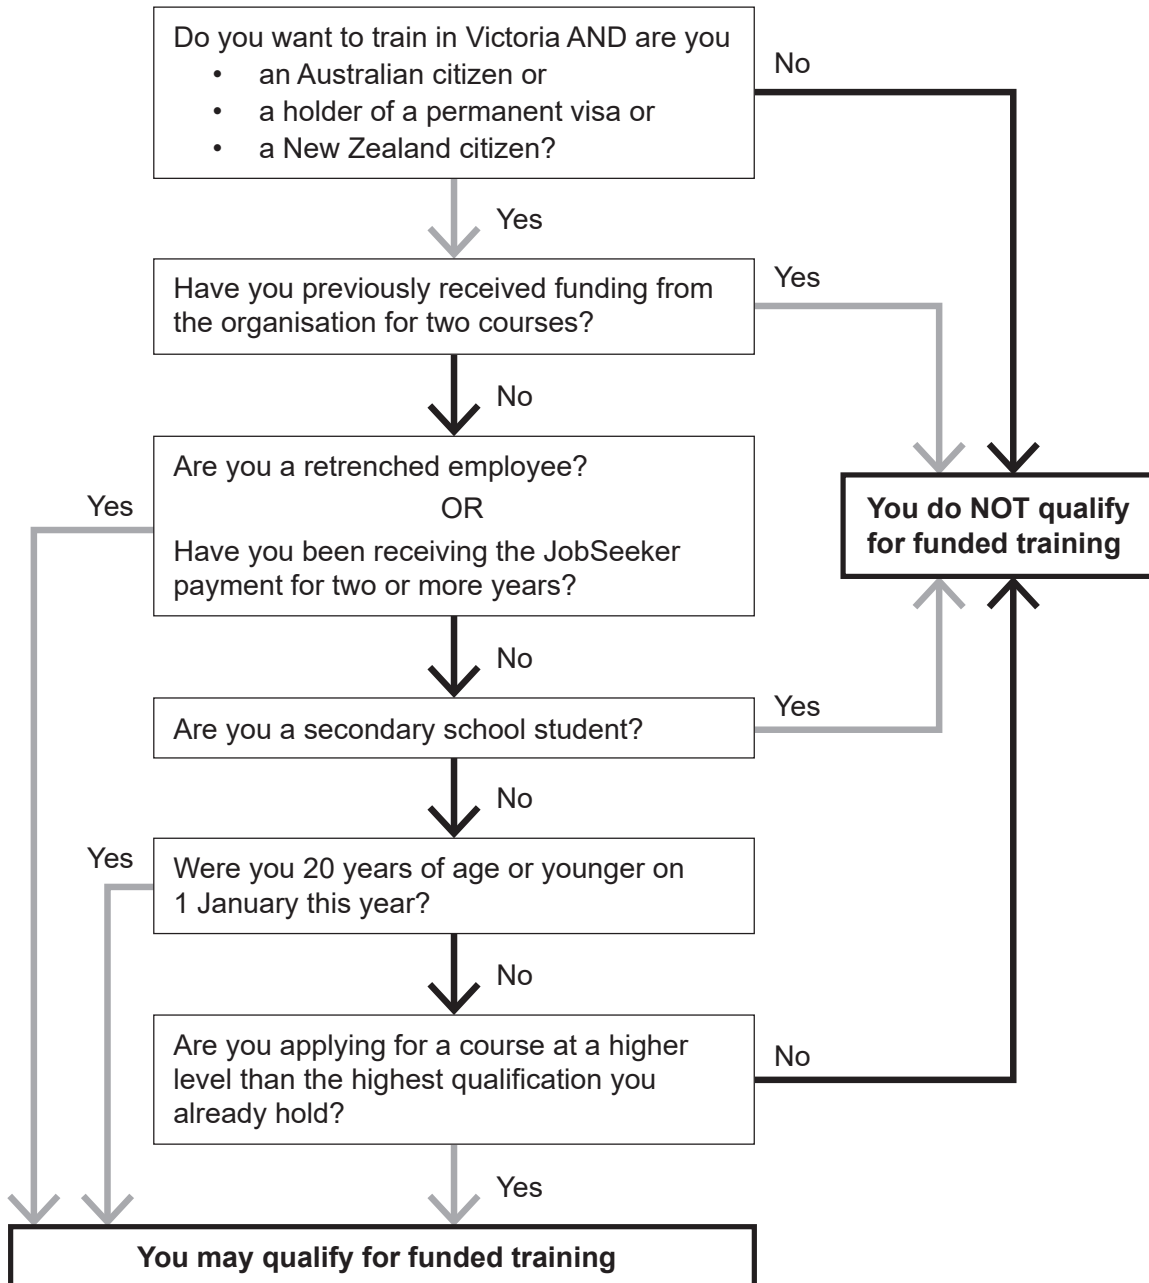 Do you want to train in Victoria AND are you
• an Australian citizen or
• a holder of a permanent visa or
• a New Zealand citizen?
No
Yes
Have you previously received funding from
the organisation for two courses?
Yes
No
Are you a retrenched employee?
OR
Have you been receiving the JobSeeker
payment for two or more years?
Yes
You do NOT qualify
for funded training
No
Are you a secondary school student?
Yes
No
Yes
Were you 20 years of age or younger on
1 January this year?
No
Are you applying for a course at a higher
level than the highest qualification you
already hold?
No
Yes
You may qualify for funded training